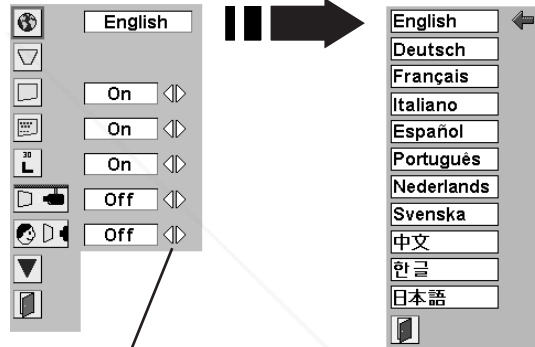 English
On
On
30
L
On
Off
Off
English
Deutsch
Français
Italiano
Español
Português
Nederlands
Svenska
中文
한글
日本語